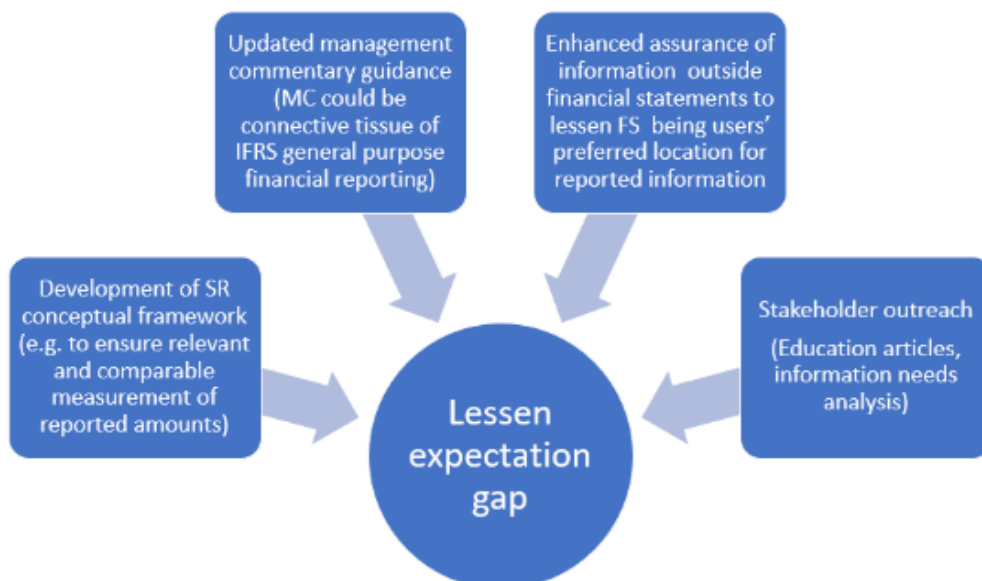 Updated management
commentary guidance
(MC could be
connective tissue of
IFRS general purpose
financial reporting)
Enhanced assurance of
information outside
financial statements to
lessen FS being users'
preferred location for
reported information
Development of SR
conceptual framework
(e.g. to ensure relevant
and comparable
measurement of
reported amounts)
Stakeholder outreach
(Education articles,
information needs
analysis)
Lessen
expectation
gap